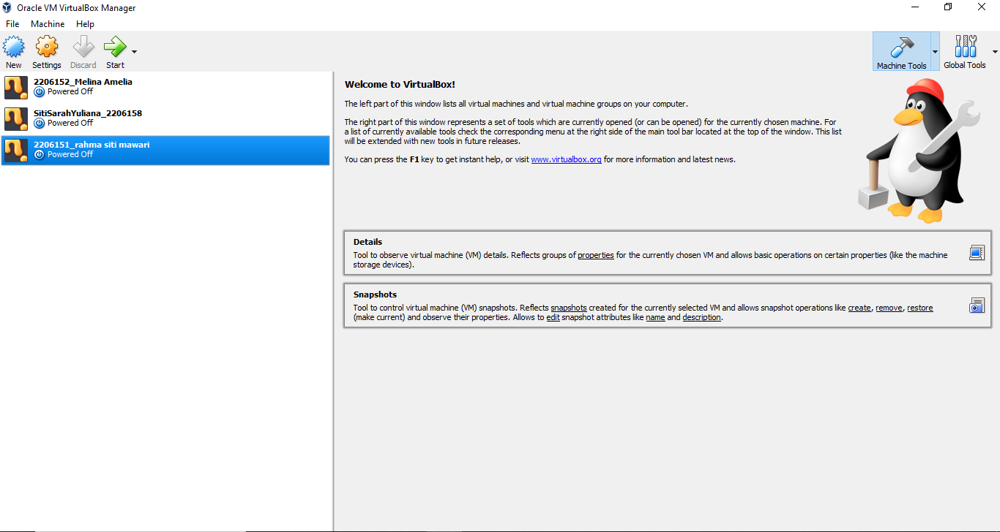 Oracle VM VirtualBox Manager
File Machine Help
New Settings Discard Start
Machine Tools Global Tools
2206152_Melina Amelia
Powered Off
SitiSarahYuliana_2206158
Powered Off
2206151_rahma siti mawari
Powered Off
Welcome to VirtualBox!
The left part of this window lists all virtual machines and virtual machine groups on your computer.
The right part of this window represents a set of tools which are currently opened (or can be opened) for the currently chosen machine. For
a list of currently available tools check the corresponding menu at the right side of the main tool bar located at the top of the window. This list
will be extended with new tools in future releases.
You can press the F1 key to get instant help, or visit www.virtualbox.org for more information and latest news.
Details
Tool to observe virtual machine (VM) details. Reflects groups of properties for the currently chosen VM and allows basic operations on certain properties (like the machine
storage devices).
Snapshots
Tool to control virtual machine (VM) snapshots. Reflects snapshots created for the currently selected VM and allows snapshot operations like create, remove, restore
(make current) and observe their properties. Allows to edit snapshot attributes like name and description.